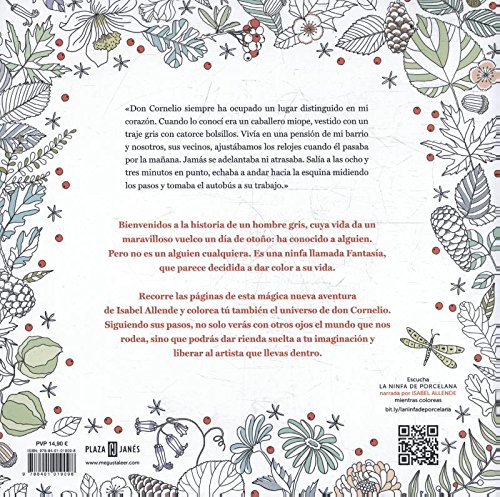 «Don Cornelio siempre ha ocupado un lugar distinguido en mi
corazón. Cuando lo conocí era un caballero miope, vestido con un
traje gris con catorce bolsillos. Vivía en una pensión de mi barrio
y nosotros, sus vecinos, ajustábamos los relojes cuando él pasaba
por la mañana. Jamás se adelantaba ni atrasaba. Salía a las ocho y
tres minutos en punto, echaba a andar hacia la esquina midiendo
los pasos y tomaba el autobús a su trabajo.»
Bienvenidos a la historia de un hombre gris, cuya vida da un
maravilloso vuelco un día de otoño: ha conocido a alguien.
Pero no es un alguien cualquiera. Es una ninfa llamada Fantasía,
que parece decidida a dar color a su vida.
Recorre las páginas de esta mágica nueva aventura
de Isabel Allende y colorea tú también el universo de don Cornelio.
Siguiendo sus pasos, no solo verás con otros ojos el mundo que nos
rodea, sino que podrás dar rienda suelta a tu imaginación y
liberar al artista que llevas dentro.
Escucha
LA NINFA DE PORCELANA
narrada por ISABEL ALLENDE
mientras coloreas
bit.ly/laninfadeporcelana
PVP 14,90 €
ISBN: 978-84-01-01909-8
9 788401 019098
PLAZA JANÉS
www.megustaleer.com